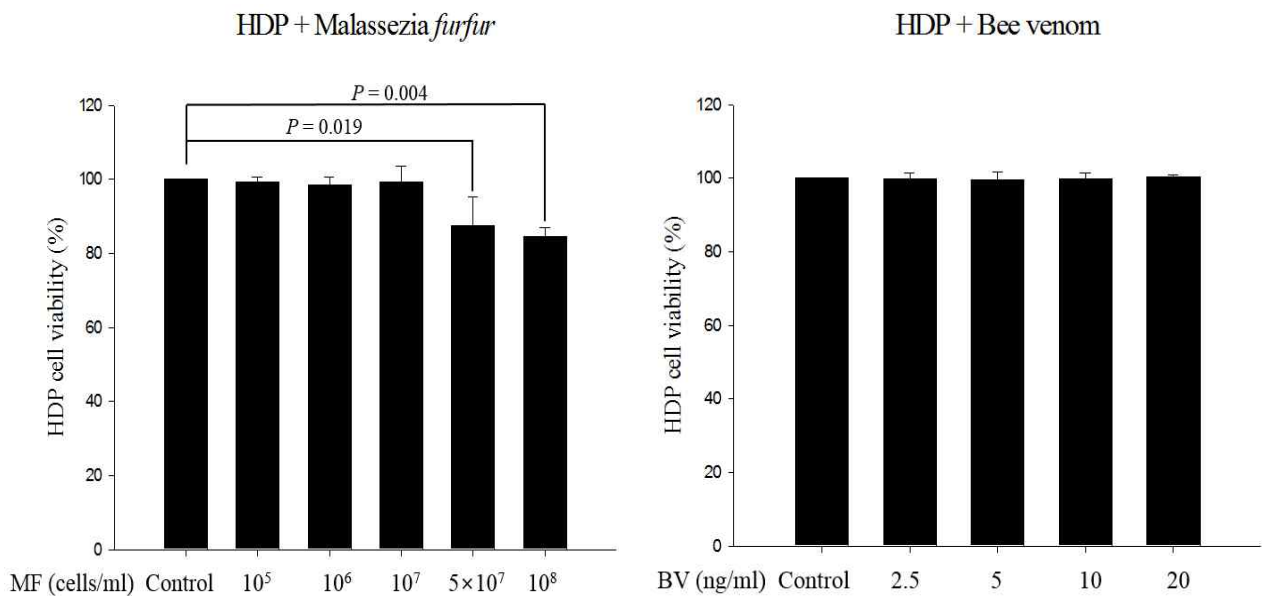 HDP + Malassezia furfur
P = 0.004
P = 0.019
120
100
80
60
40
20
0
HDP cell viability (%)
MF (cells/ml) Control 10⁵ 10⁶ 10⁷ 5×10⁷ 10⁸
HDP + Bee venom
120
100
80
60
40
20
0
HDP cell viability (%)
BV (ng/ml) Control 2.5 5 10 20